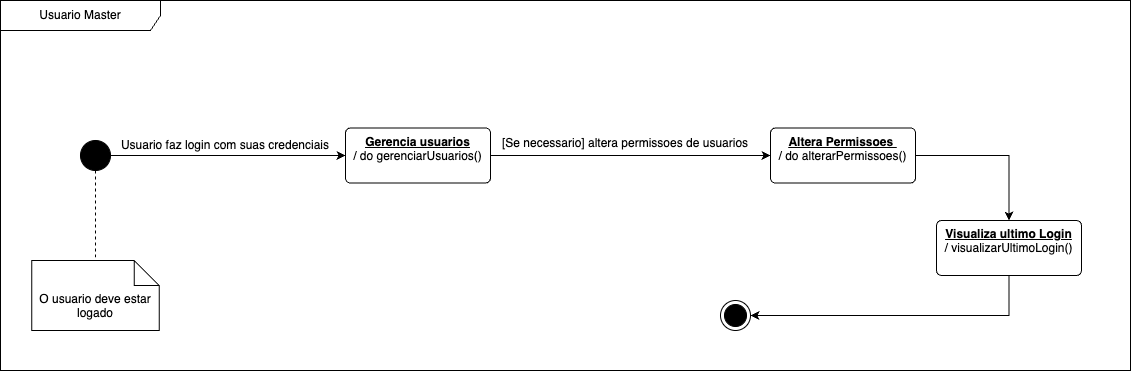 Usuario Master
Usuario faz login com suas credenciais
Gerencia usuarios
/ do gerenciarUsuarios()
[Se necessario] altera permissoes de usuarios
Altera Permissoes
/ do alterarPermissoes()
Visualiza ultimo Login
/ visualizarUltimoLogin()
O usuario deve estar
logado